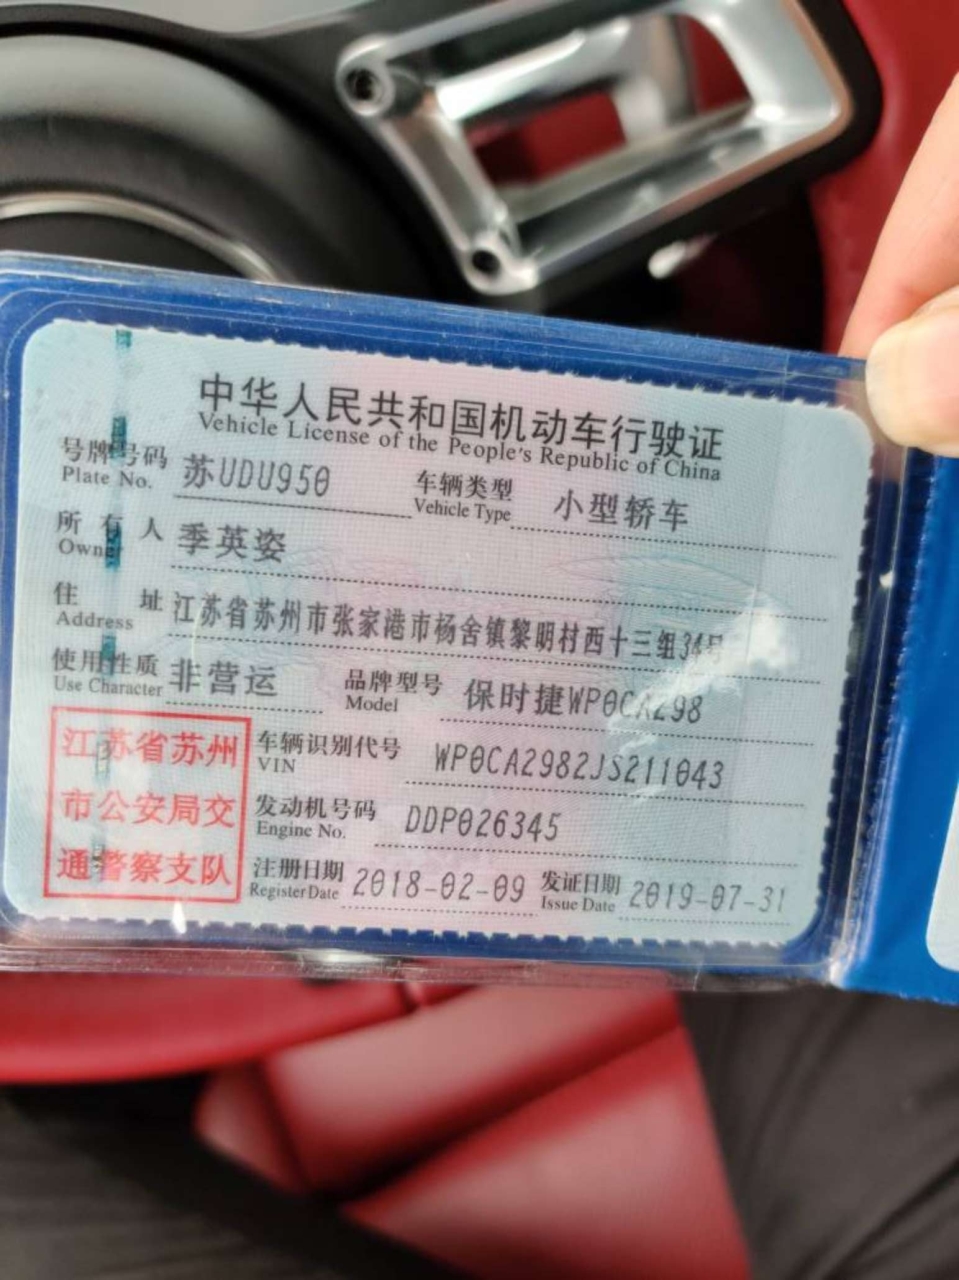 中华人民共和国机动车行驶证
Vehicle License of the People's Republic of China
号牌号码 苏UDU950 车辆类型 小型轿车
Plate No. Vehicle Type
所有人 季英姿
Owner
住址 江苏省苏州市张家港市杨舍镇黎明村西十三组34号
Address
使用性质 非营运 品牌型号 保时捷WP0CA298
Use Character Model
江苏省苏州
市公安局交
通警察支队
车辆识别代号 WP0CA2982JS211043
VIN
发动机号码 DDP026345
Engine No.
注册日期 2018-02-09 发证日期 2019-07-31
Register Date Issue Date